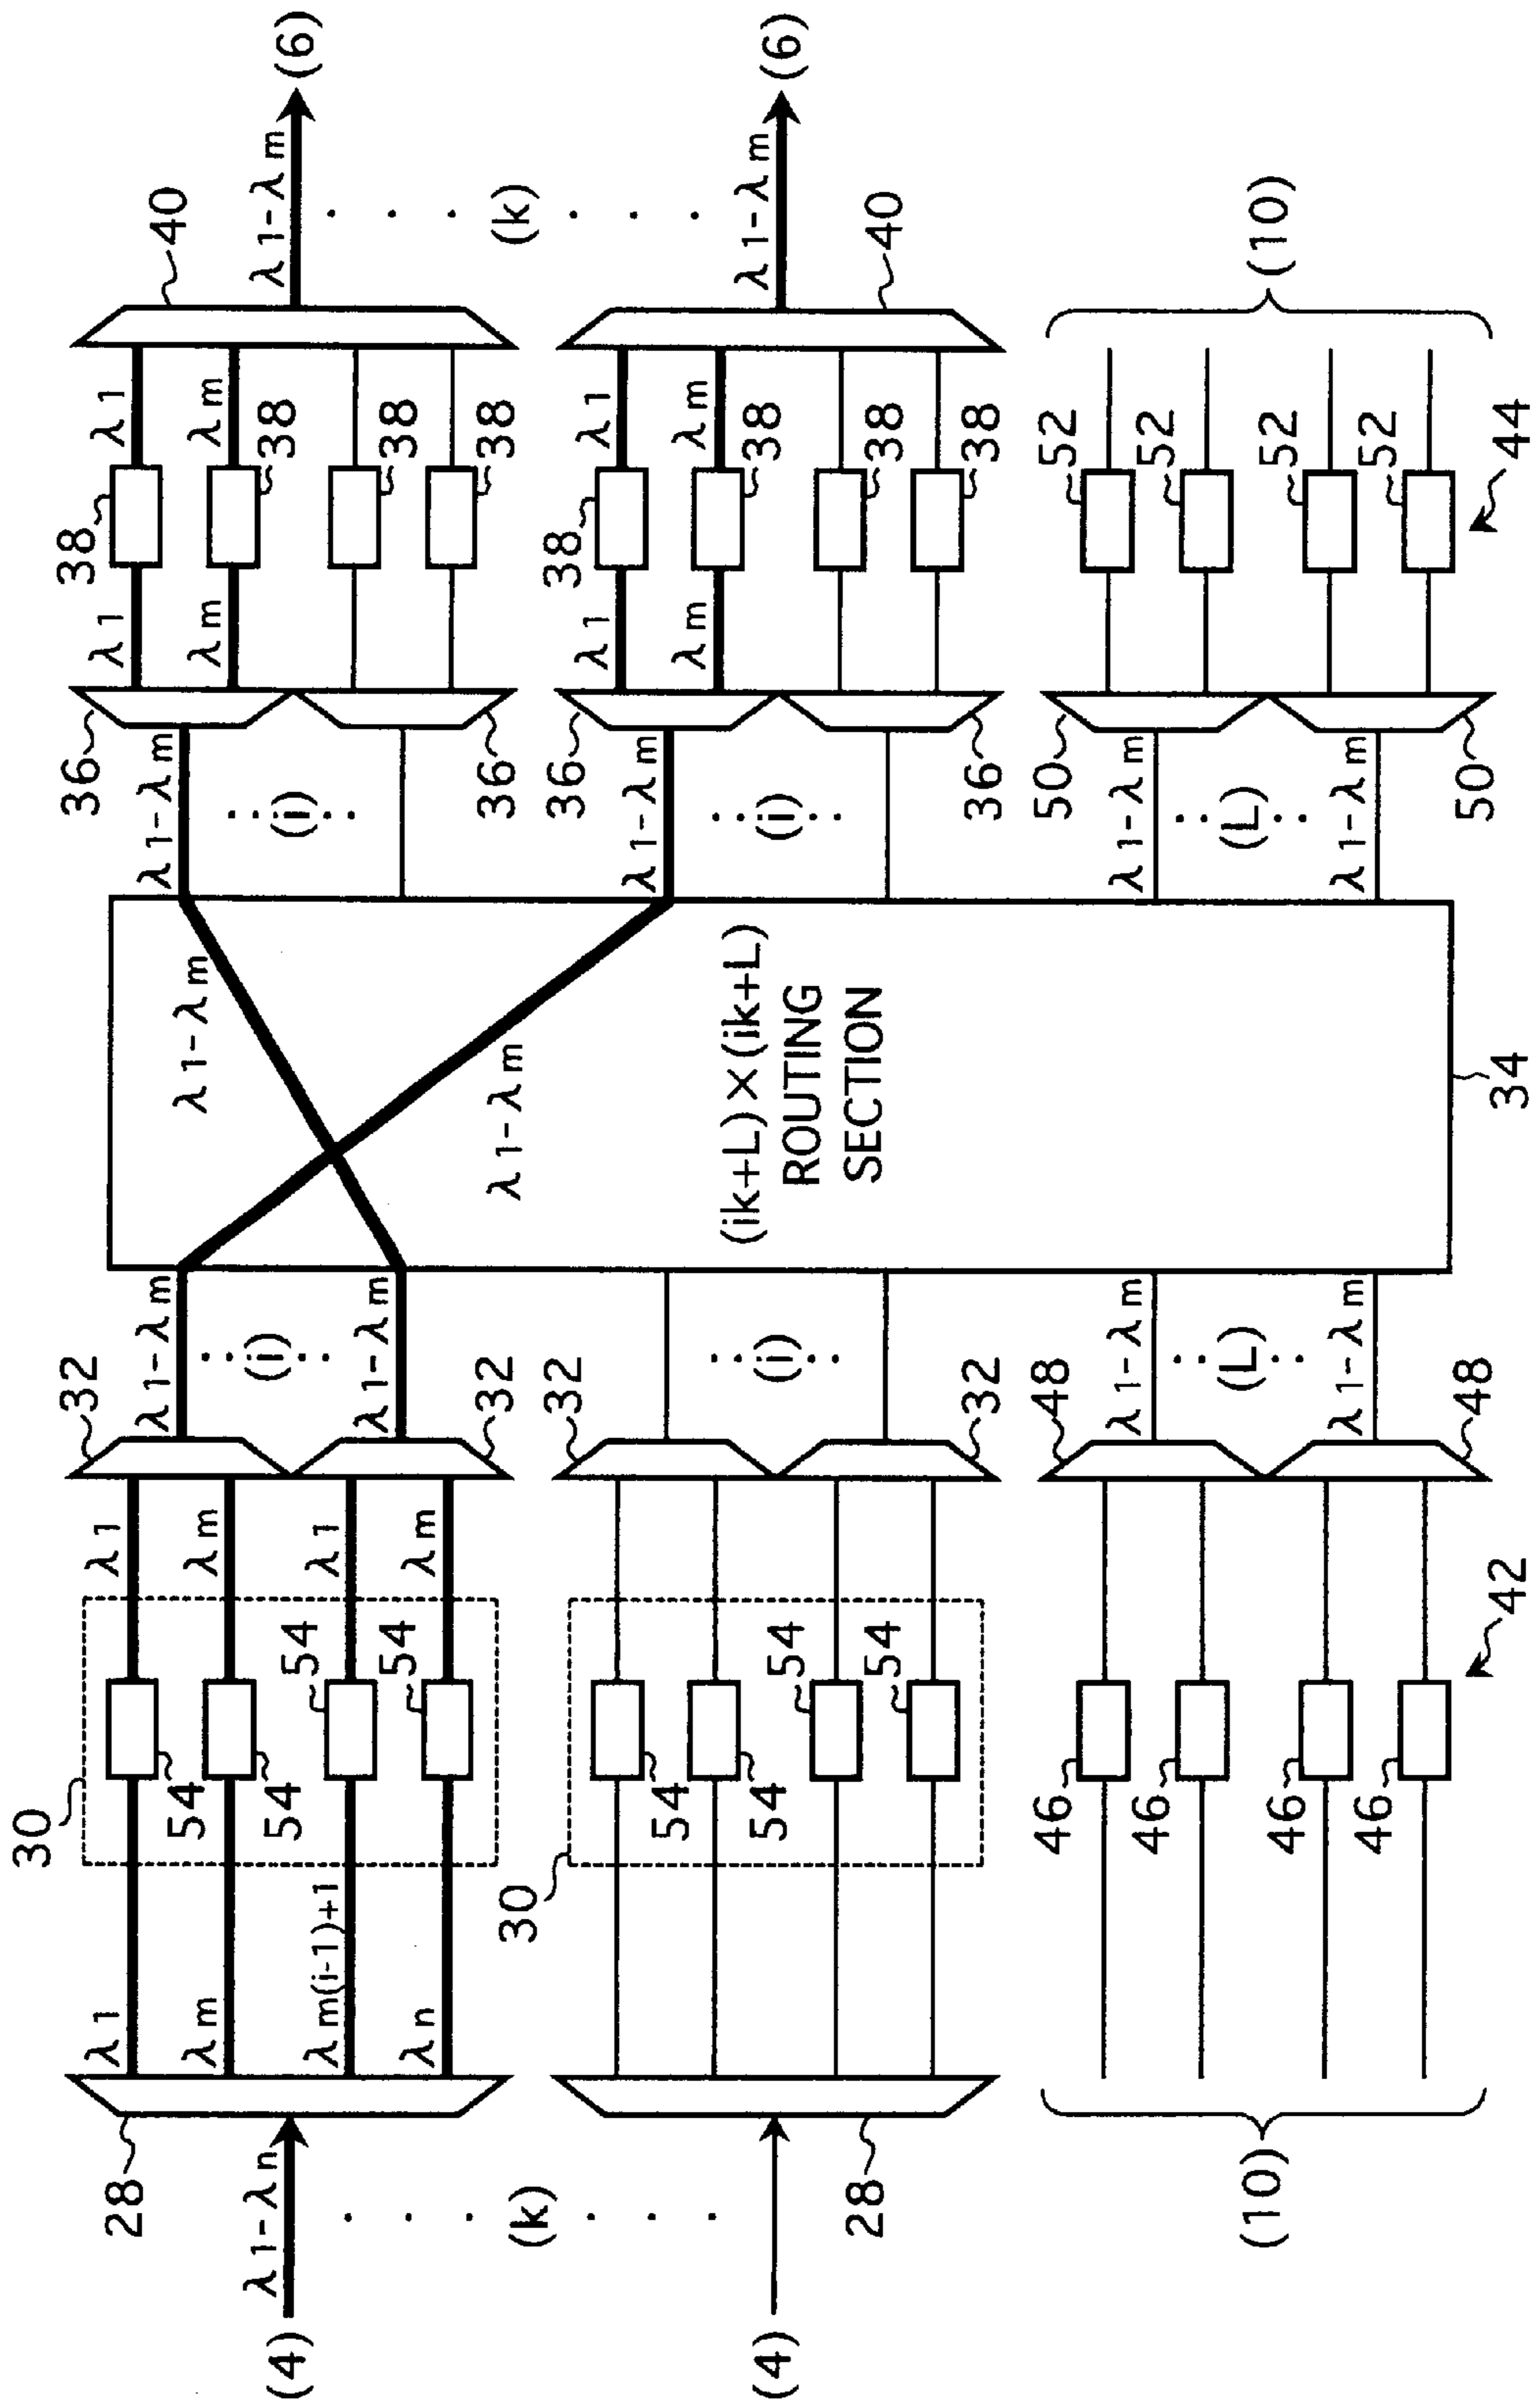 (4)
λ1-λn
28
λ1
λm
λm(i-1)+1
λn
30
54
54
54
54
λ1
λm
λ1
λm
32
32
λ1-λm
(i)
λ1-λm
λ1-λm
λ1-λm
(ik+L)×(ik+L)
ROUTING
SECTION
34
λ1-λm
(i)
36
36
λ1
λm
38
38
38
38
λ1
λm
40
λ1-λm
(6)
(k)
(k)
(4)
28
30
54
54
54
54
32
32
(i)
λ1-λm
(i)
36
36
λ1
λm
38
38
38
38
λ1
λm
40
λ1-λm
(6)
(10)
46
46
46
46
42
48
48
λ1-λm
(L)
λ1-λm
λ1-λm
(L)
λ1-λm
50
50
52
52
52
52
44
(10)